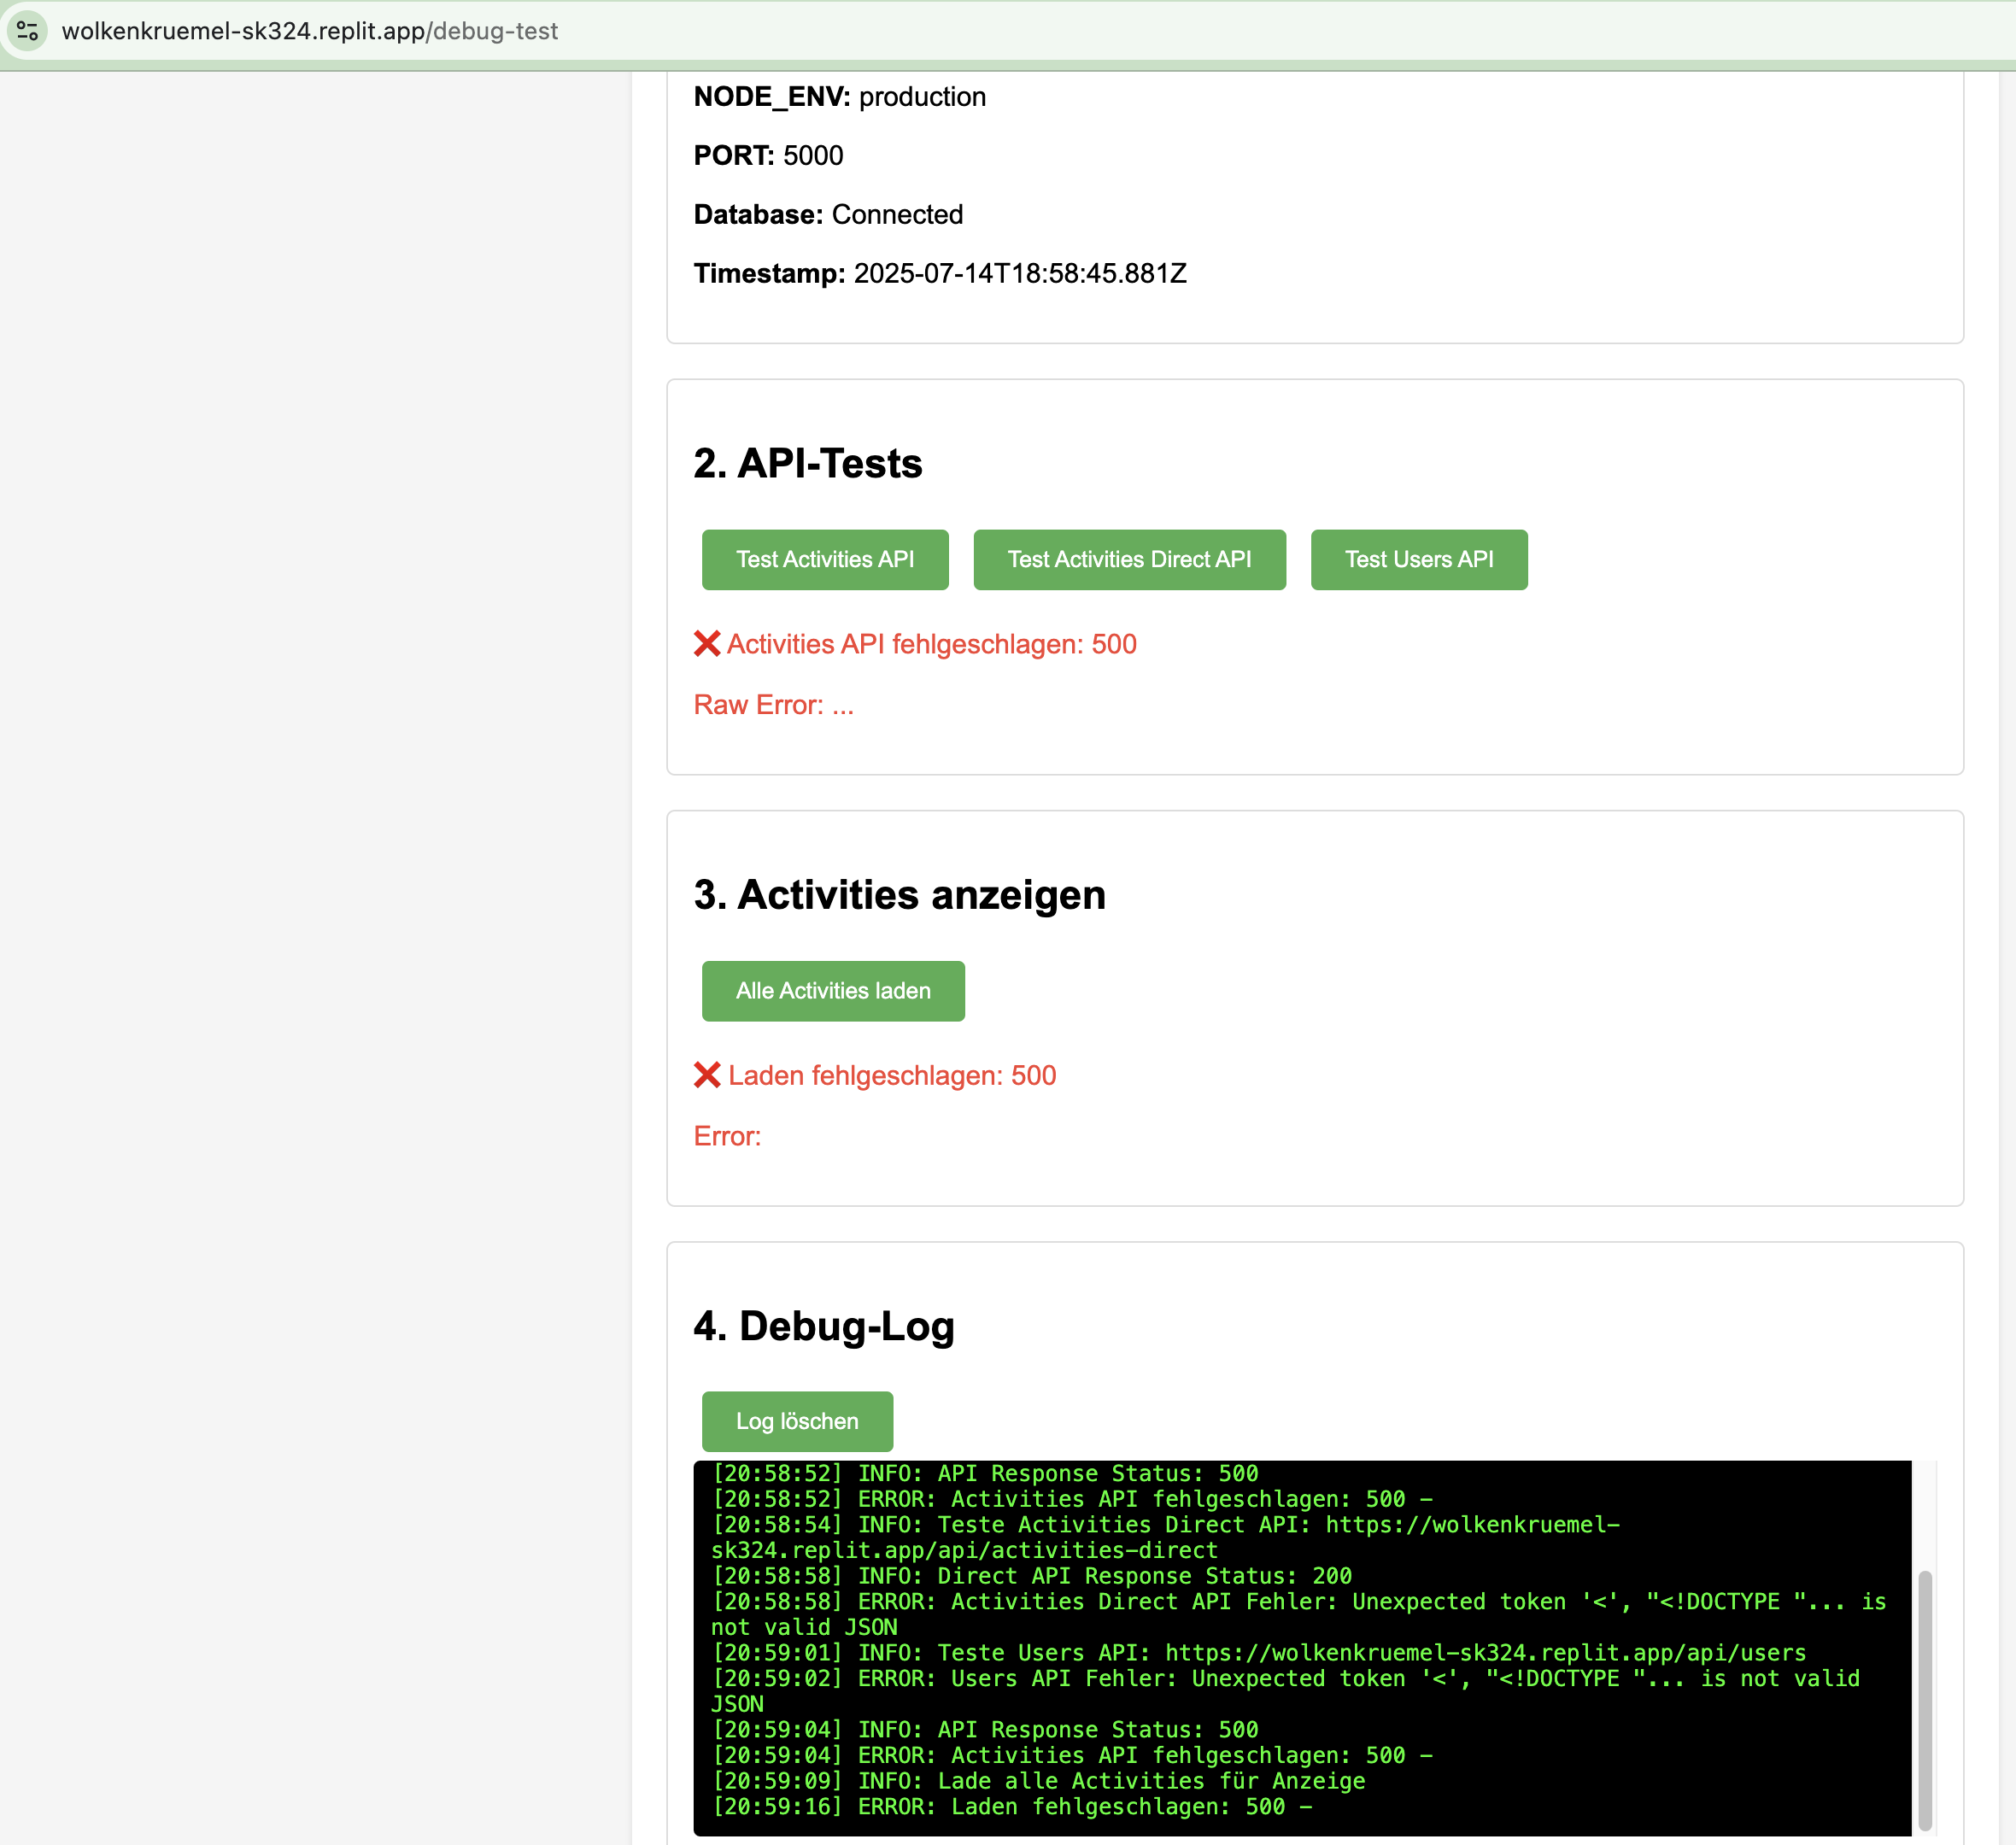 wolkenkruemel-sk324.replit.app/debug-test
NODE_ENV: production
PORT: 5000
Database: Connected
Timestamp: 2025-07-14T18:58:45.881Z
2. API-Tests
Test Activities API
Test Activities Direct API
Test Users API
❌ Activities API fehlgeschlagen: 500
Raw Error: ...
3. Activities anzeigen
Alle Activities laden
❌ Laden fehlgeschlagen: 500
Error:
4. Debug-Log
Log löschen
[20:58:52] INFO: API Response Status: 500
[20:58:52] ERROR: Activities API fehlgeschlagen: 500 -
[20:58:54] INFO: Teste Activities Direct API: https://wolkenkruemel-
sk324.replit.app/api/activities-direct
[20:58:58] INFO: Direct API Response Status: 200
[20:58:58] ERROR: Activities Direct API Fehler: Unexpected token '<', "<!DOCTYPE "... is
not valid JSON
[20:59:01] INFO: Teste Users API: https://wolkenkruemel-sk324.replit.app/api/users
[20:59:02] ERROR: Users API Fehler: Unexpected token '<', "<!DOCTYPE "... is not valid
JSON
[20:59:04] INFO: API Response Status: 500
[20:59:04] ERROR: Activities API fehlgeschlagen: 500 -
[20:59:09] INFO: Lade alle Activities für Anzeige
[20:59:16] ERROR: Laden fehlgeschlagen: 500 -